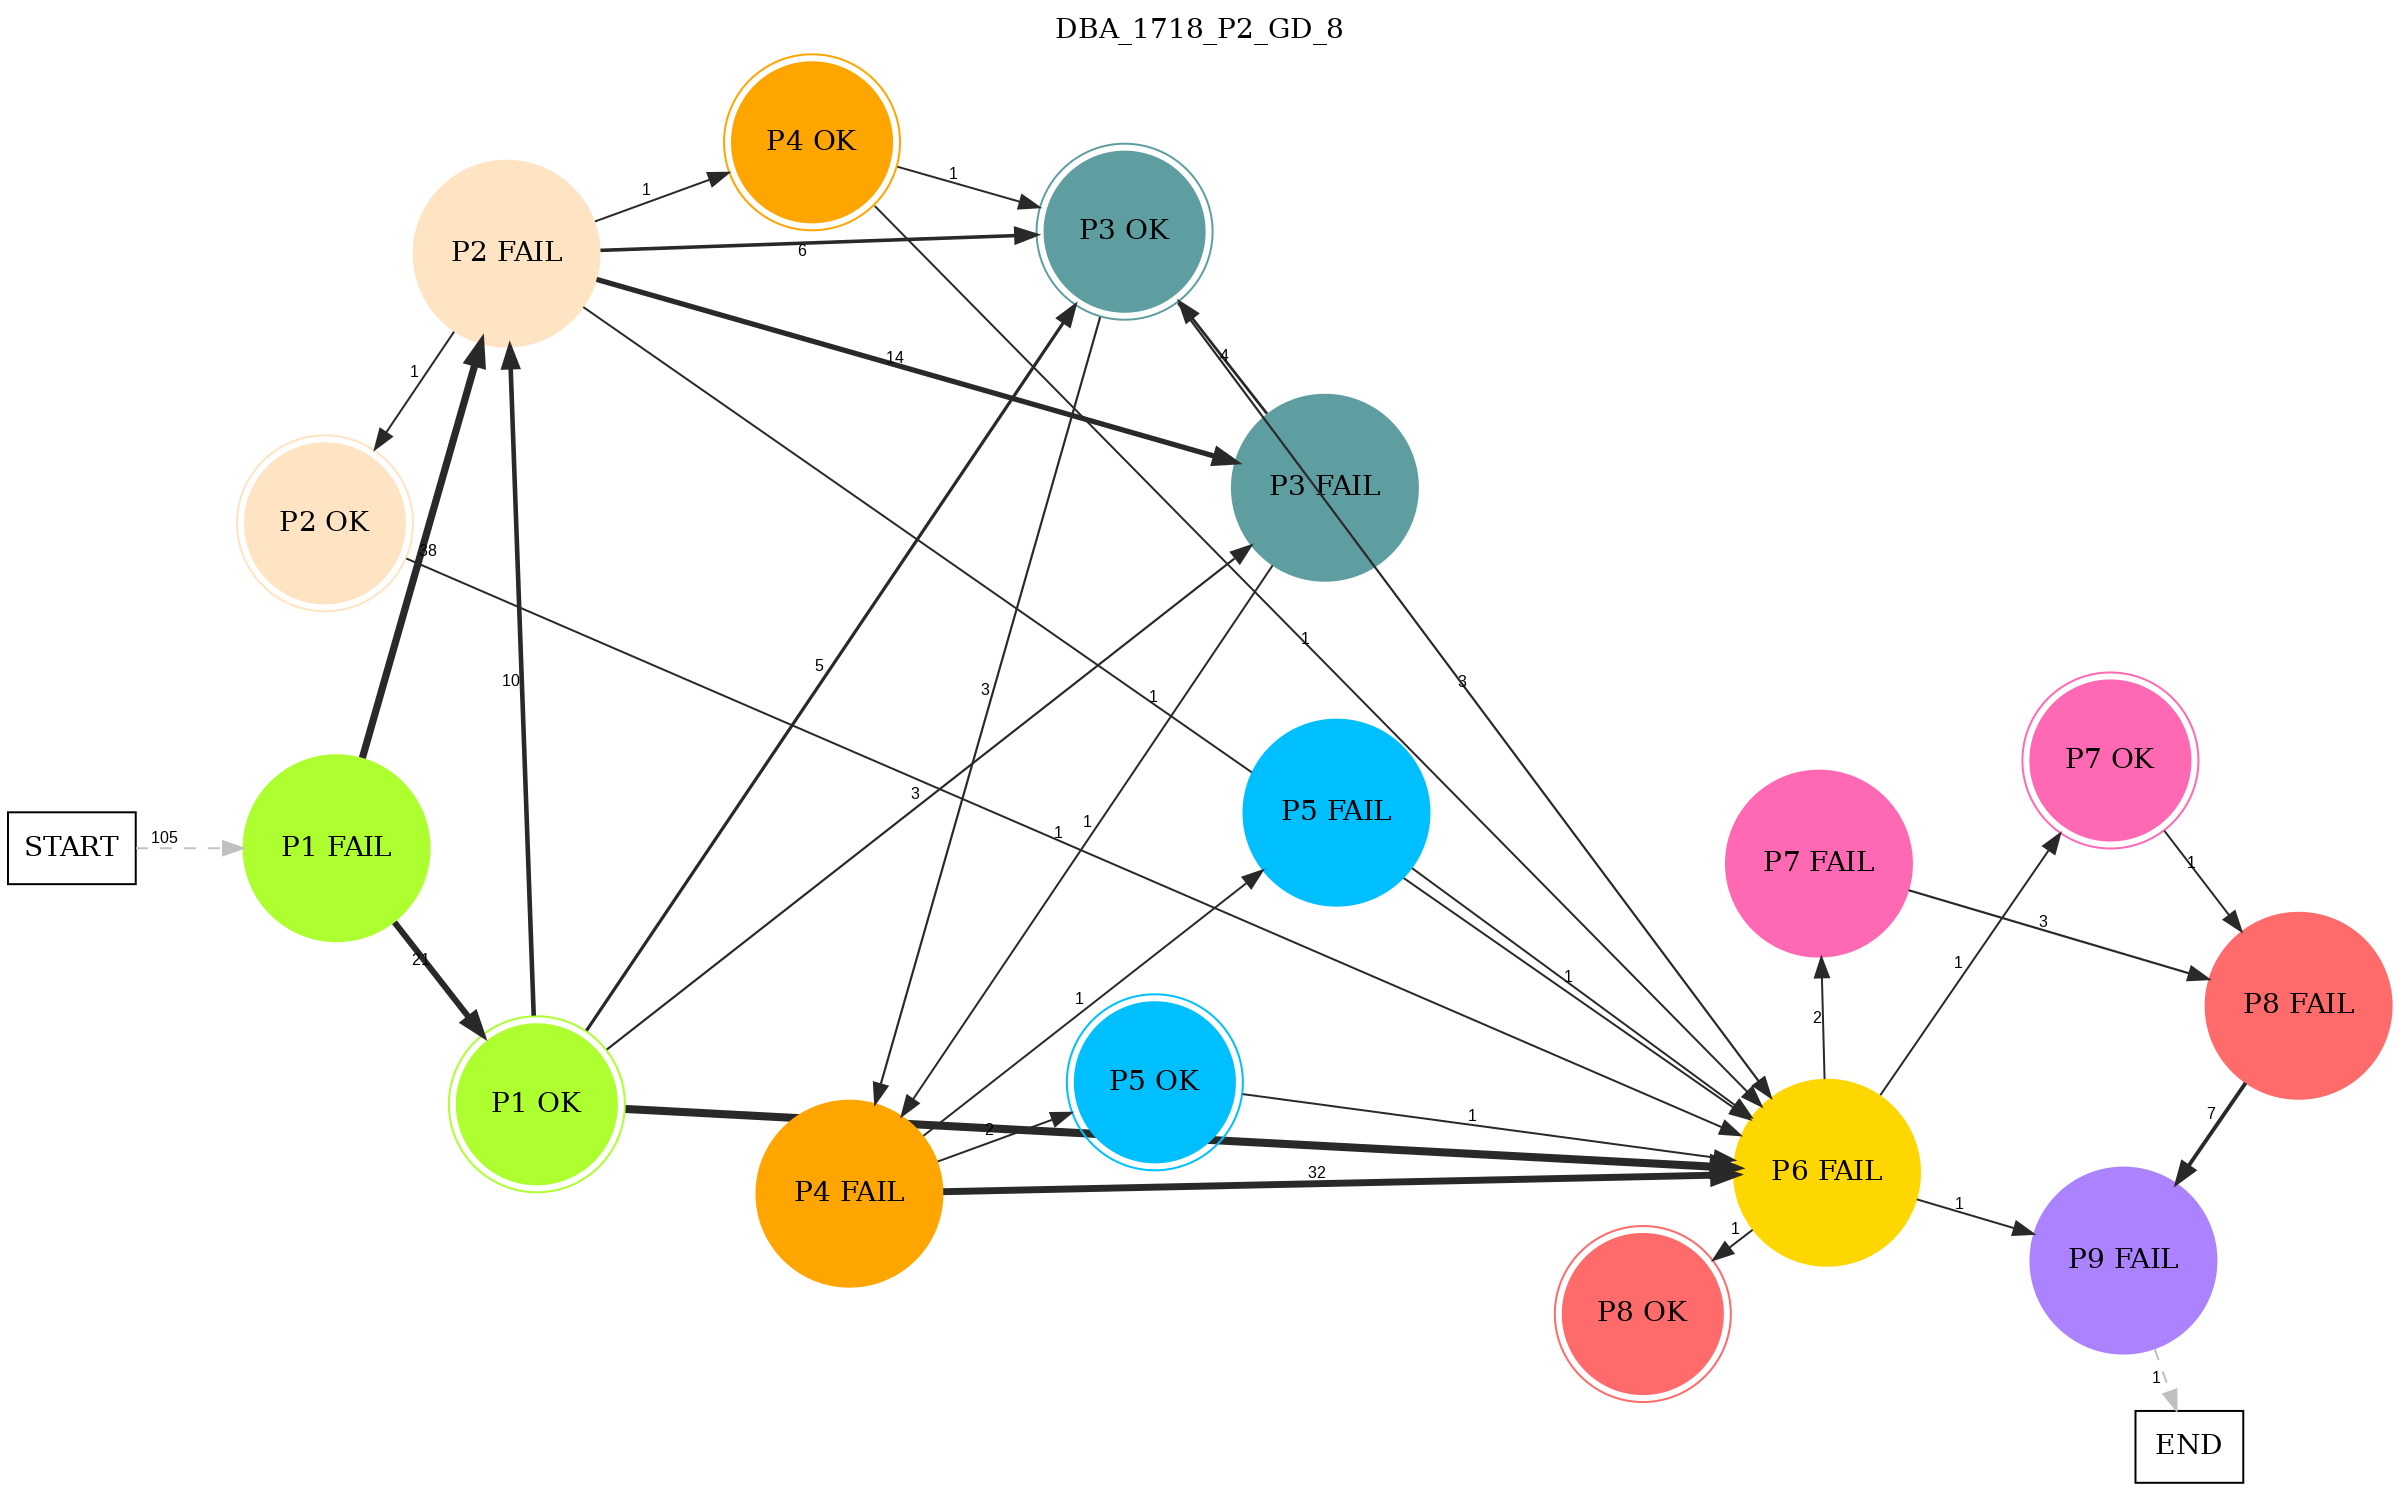 DBA_1718_P2_GD_8
P4 OK
1
1
P3 OK
P2 FAIL
6
14
4
1
P3 FAIL
P2 OK
38
1
5
3
10
1
3
P7 OK
3
1
1
P5 FAIL
START
105
P1 FAIL
1
P7 FAIL
1
21
3
1
1
1
2
P8 FAIL
P5 OK
P1 OK
1
7
2
32
P6 FAIL
P4 FAIL
1
1
P9 FAIL
P8 OK
1
END